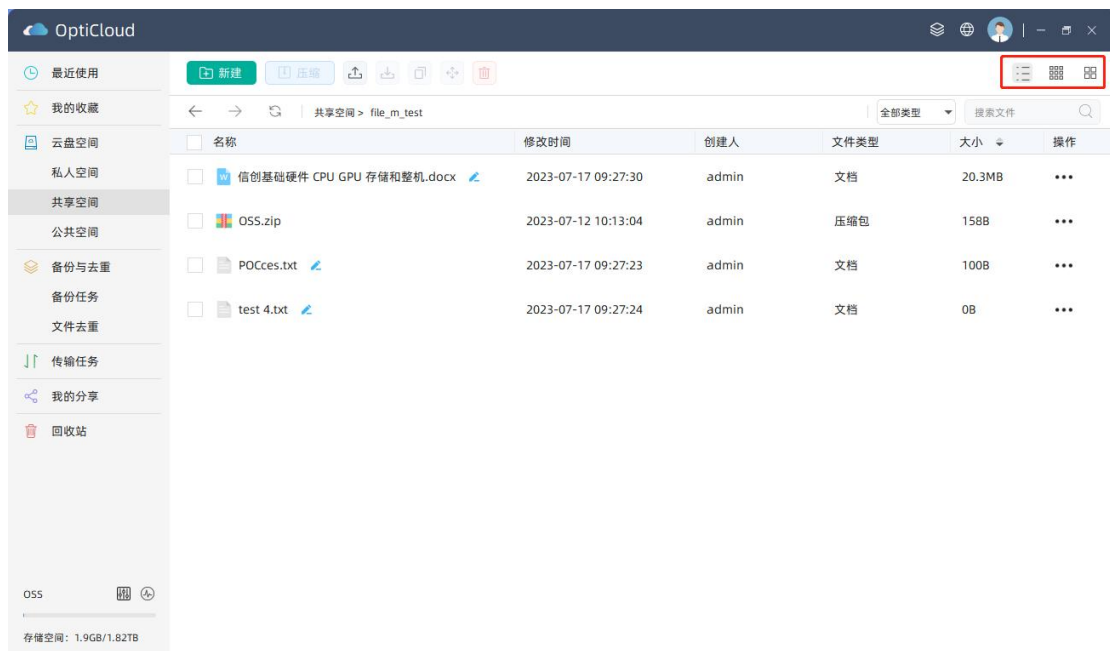 OptiCloud
最近使用
我的收藏
云盘空间
私人空间
共享空间
公共空间
备份与去重
备份任务
文件去重
传输任务
我的分享
回收站
OSS
存储空间：1.9GB/1.82TB
新建 压缩
共享空间 > file_m_test 全部类型 搜索文件
名称 修改时间 创建人 文件类型 大小 操作
信创基础硬件 CPU GPU 存储和整机.docx 2023-07-17 09:27:30 admin 文档 20.3MB •••
OSS.zip 2023-07-12 10:13:04 admin 压缩包 158B •••
POCces.txt 2023-07-17 09:27:23 admin 文档 100B •••
test 4.txt 2023-07-17 09:27:24 admin 文档 0B •••